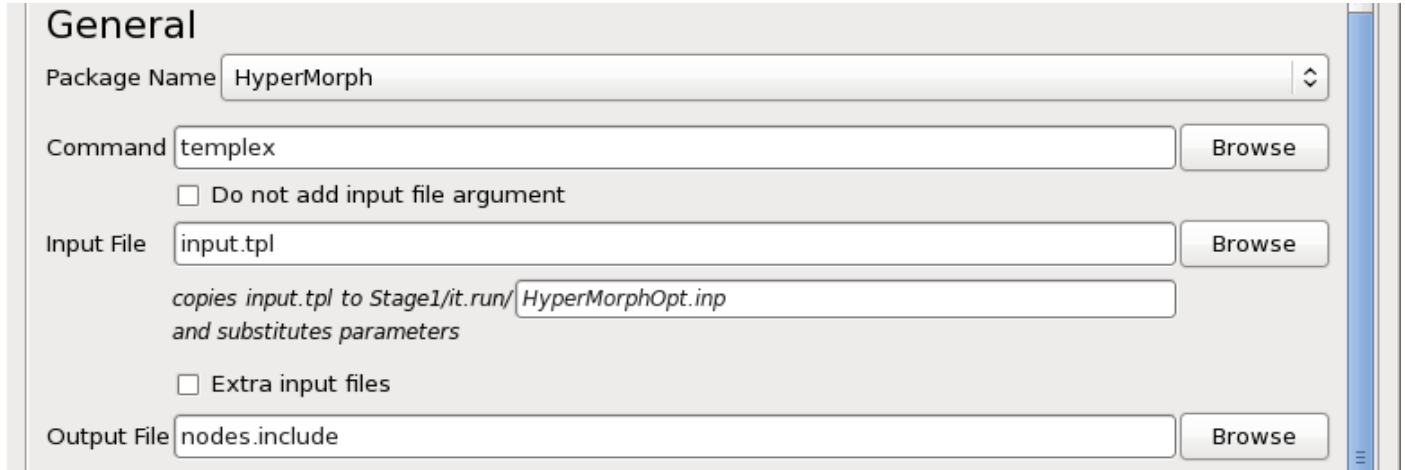 General
Package Name HyperMorph
Command templex Browse
Do not add input file argument
Input File input.tpl Browse
copies input.tpl to Stage1/it.run/ HyperMorphOpt.inp
and substitutes parameters
Extra input files
Output File nodes.include Browse